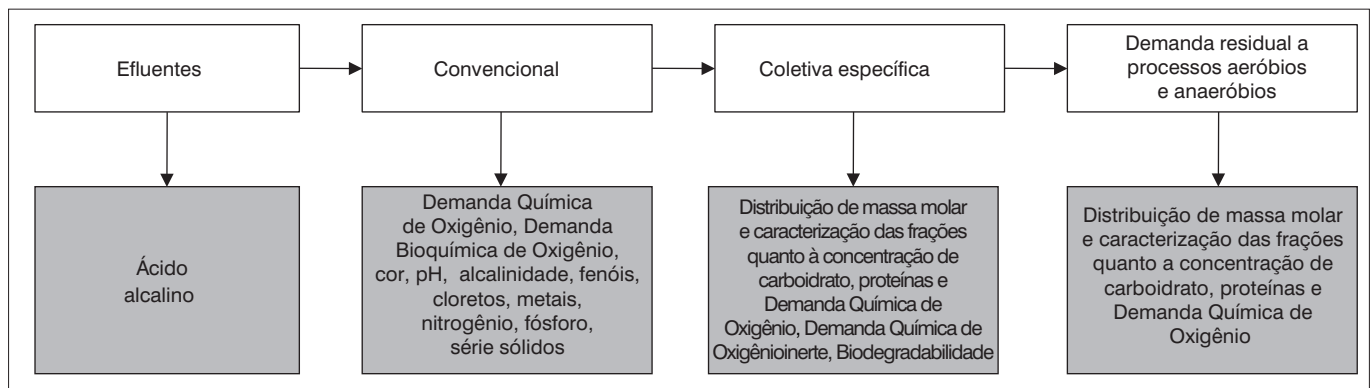 Efluentes
Convencional
Coletiva específica
Demanda residual a
processos aeróbios
e anaeróbios
Ácido
alcalino
Demanda Química
de Oxigênio, Demanda
Bioquímica de Oxigênio,
cor, pH, alcalinidade, fenóis,
cloretos, metais,
nitrogênio, fósforo,
série sólidos
Distribuição de massa molar
e caracterização das frações
quanto à concentração de
carboidrato, proteínas e
Demanda Química de
Oxigênio, Demanda Química de
Oxigênioinerte, Biodegradabilidade
Distribuição de massa molar
e caracterização das frações
quanto a concentração de
carboidrato, proteínas e
Demanda Química de
Oxigênio